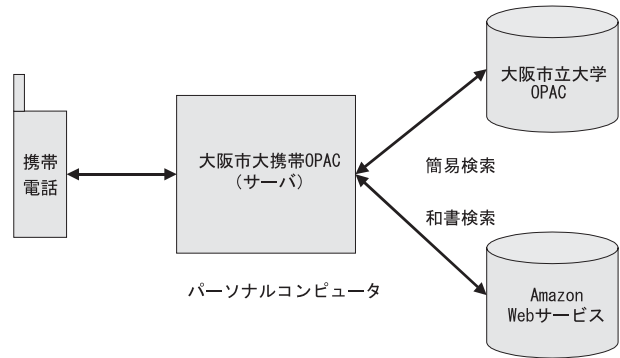 携帯
電話
大阪市大携帯OPAC
（サーバ）
パーソナルコンピュータ
大阪市立大学
OPAC
簡易検索
和書検索
Amazon
Webサービス